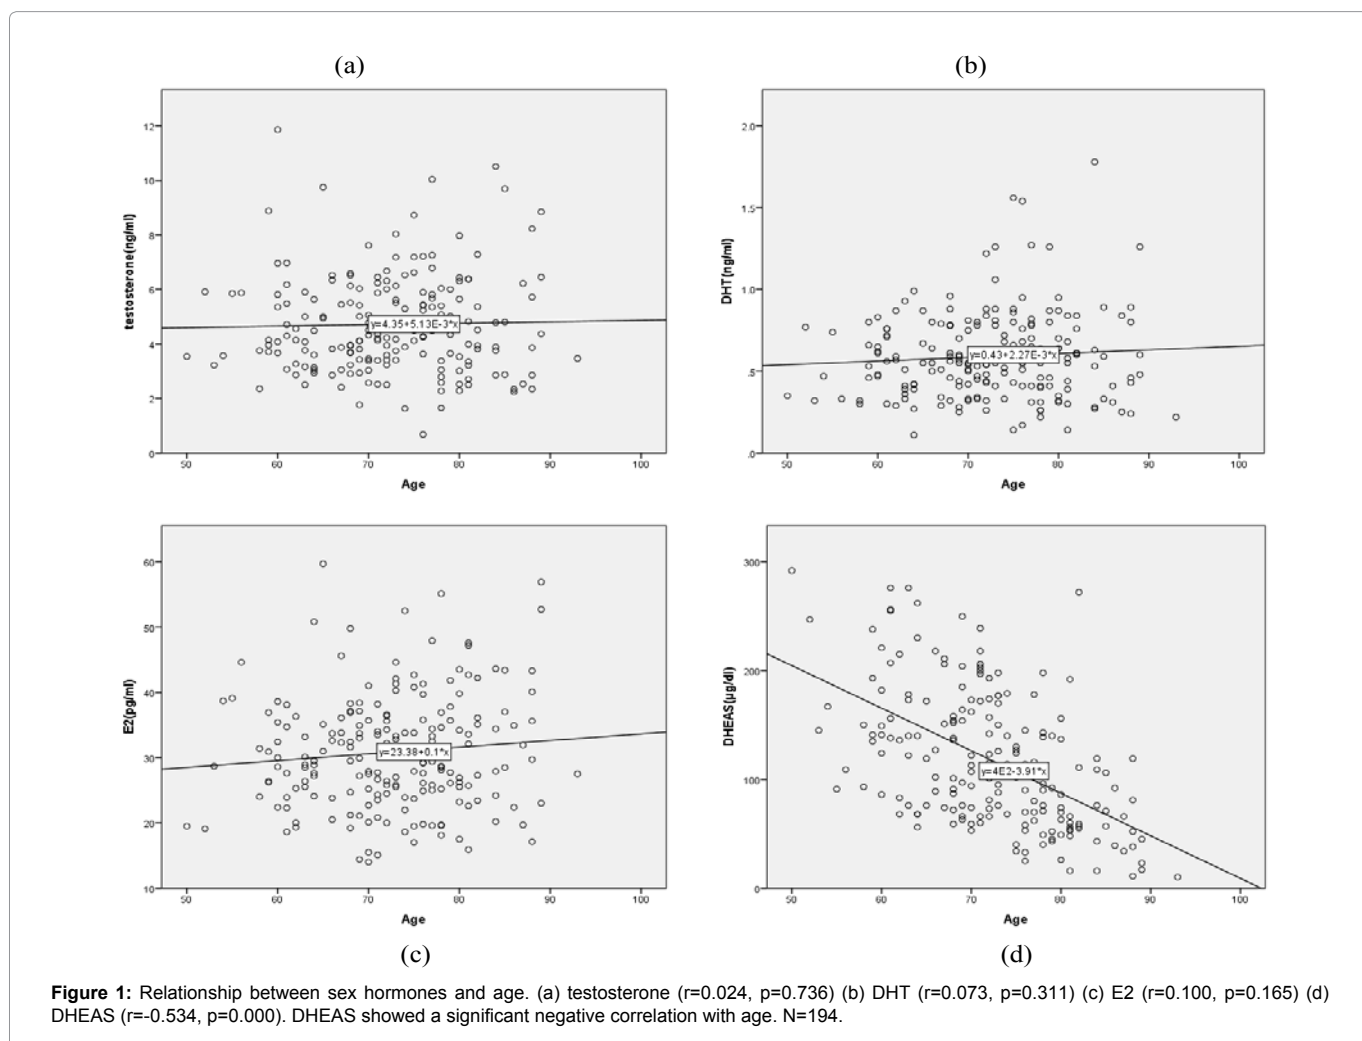 (a)
(b)
testosterone(ng/ml)
12
10
8
6
4
2
0
y=4.35+5.13E-3*x
50 60 70 80 90 100
Age
DHT(ng/ml)
2.0
1.5
1.0
.5
.0
y=0.43+2.27E-3*x
50 60 70 80 90 100
Age
E2(pg/ml)
60
50
40
30
20
10
y=23.38+0.1*x
50 60 70 80 90 100
Age
DHEAS(µg/dl)
300
200
100
0
y=4E2-3.91*x
50 60 70 80 90 100
Age
(c)
(d)
Figure 1: Relationship between sex hormones and age. (a) testosterone (r=0.024, p=0.736) (b) DHT (r=0.073, p=0.311) (c) E2 (r=0.100, p=0.165) (d)
DHEAS (r=-0.534, p=0.000). DHEAS showed a significant negative correlation with age. N=194.